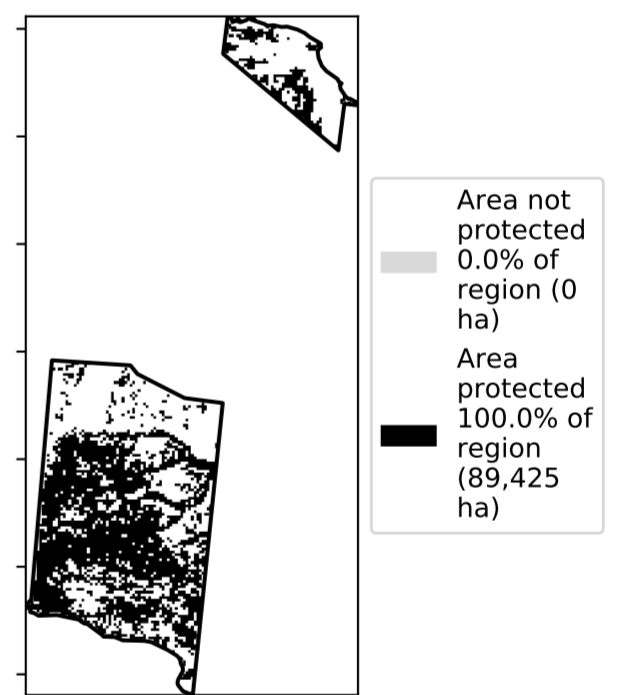 Area not
protected
0.0% of
region (0
ha)
Area
protected
100.0% of
region
(89,425
ha)